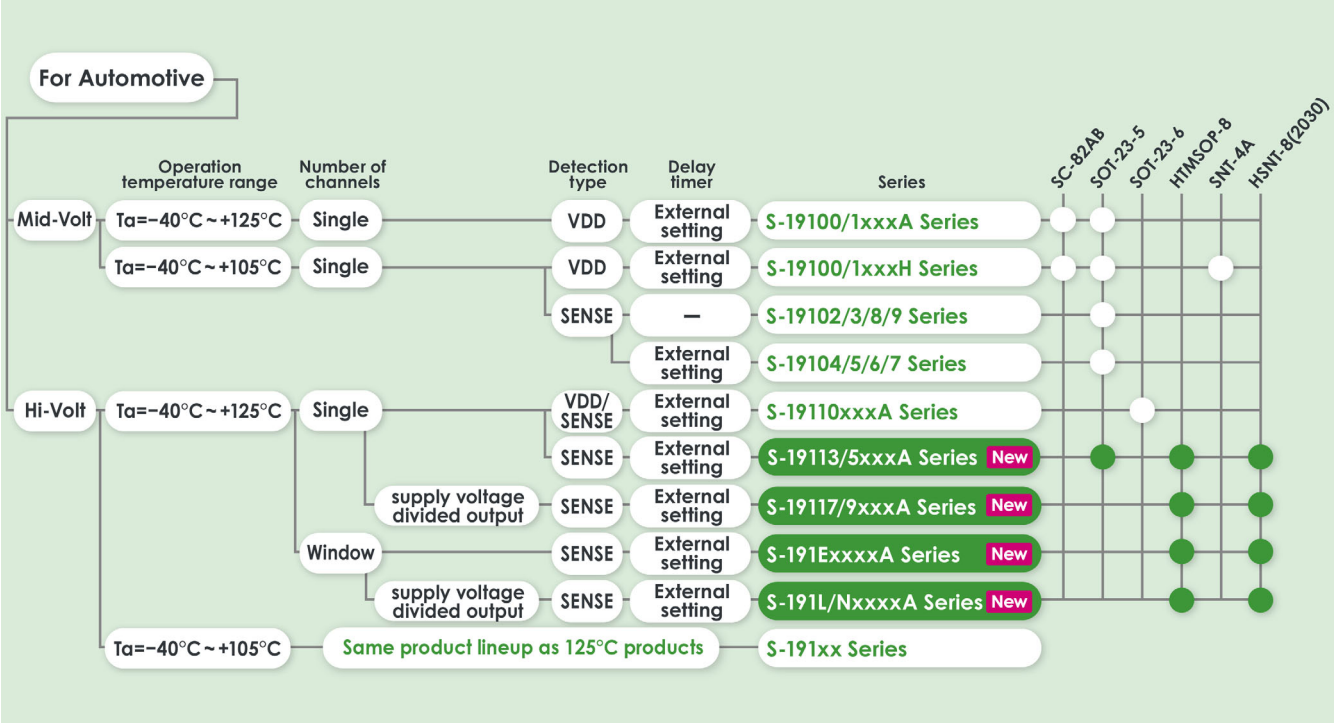 For Automotive
Operation
temperature range
Number of
channels
Detection
type
Delay
timer
Series
SC-82AB
SOT-23-5
SOT-23-6
HTMSOP-8
SNT-4A
HSNT-8(2030)
Mid-Volt
Ta=−40°C~+125°C
Single
VDD
External
setting
S-19100/1xxxA Series
Ta=−40°C~+105°C
Single
VDD
External
setting
S-19100/1xxxH Series
SENSE
—
S-19102/3/8/9 Series
External
setting
S-19104/5/6/7 Series
Hi-Volt
Ta=−40°C~+125°C
Single
VDD/
SENSE
External
setting
S-19110xxxA Series
SENSE
External
setting
S-19113/5xxxA Series New
supply voltage
divided output
SENSE
External
setting
S-19117/9xxxA Series New
Window
SENSE
External
setting
S-191ExxxxA Series New
supply voltage
divided output
SENSE
External
setting
S-191L/NxxxxA Series New
Ta=−40°C~+105°C
Same product lineup as 125°C products
S-191xx Series